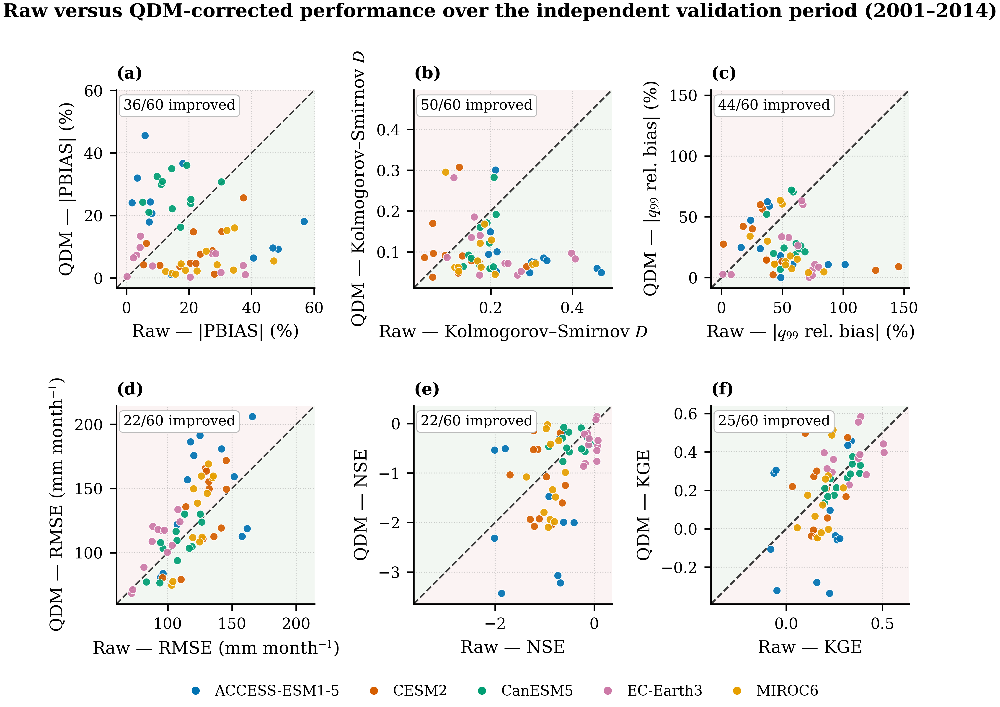 Raw versus QDM-corrected performance over the independent validation period (2001–2014)
(a)
36/60 improved
QDM — |PBIAS| (%)
60
40
20
0
0 20 40 60
Raw — |PBIAS| (%)
(b)
50/60 improved
QDM — Kolmogorov–Smirnov D
0.4
0.3
0.2
0.1
0.2 0.4
Raw — Kolmogorov–Smirnov D
(c)
44/60 improved
QDM — |q₉₉ rel. bias| (%)
150
100
50
0
0 50 100 150
Raw — |q₉₉ rel. bias| (%)
(d)
22/60 improved
QDM — RMSE (mm month⁻¹)
200
150
100
100 150 200
Raw — RMSE (mm month⁻¹)
(e)
22/60 improved
QDM — NSE
0
−1
−2
−3
−2 0
Raw — NSE
(f)
25/60 improved
QDM — KGE
0.6
0.4
0.2
0.0
−0.2
0.0 0.5
Raw — KGE
ACCESS-ESM1-5 CESM2 CanESM5 EC-Earth3 MIROC6